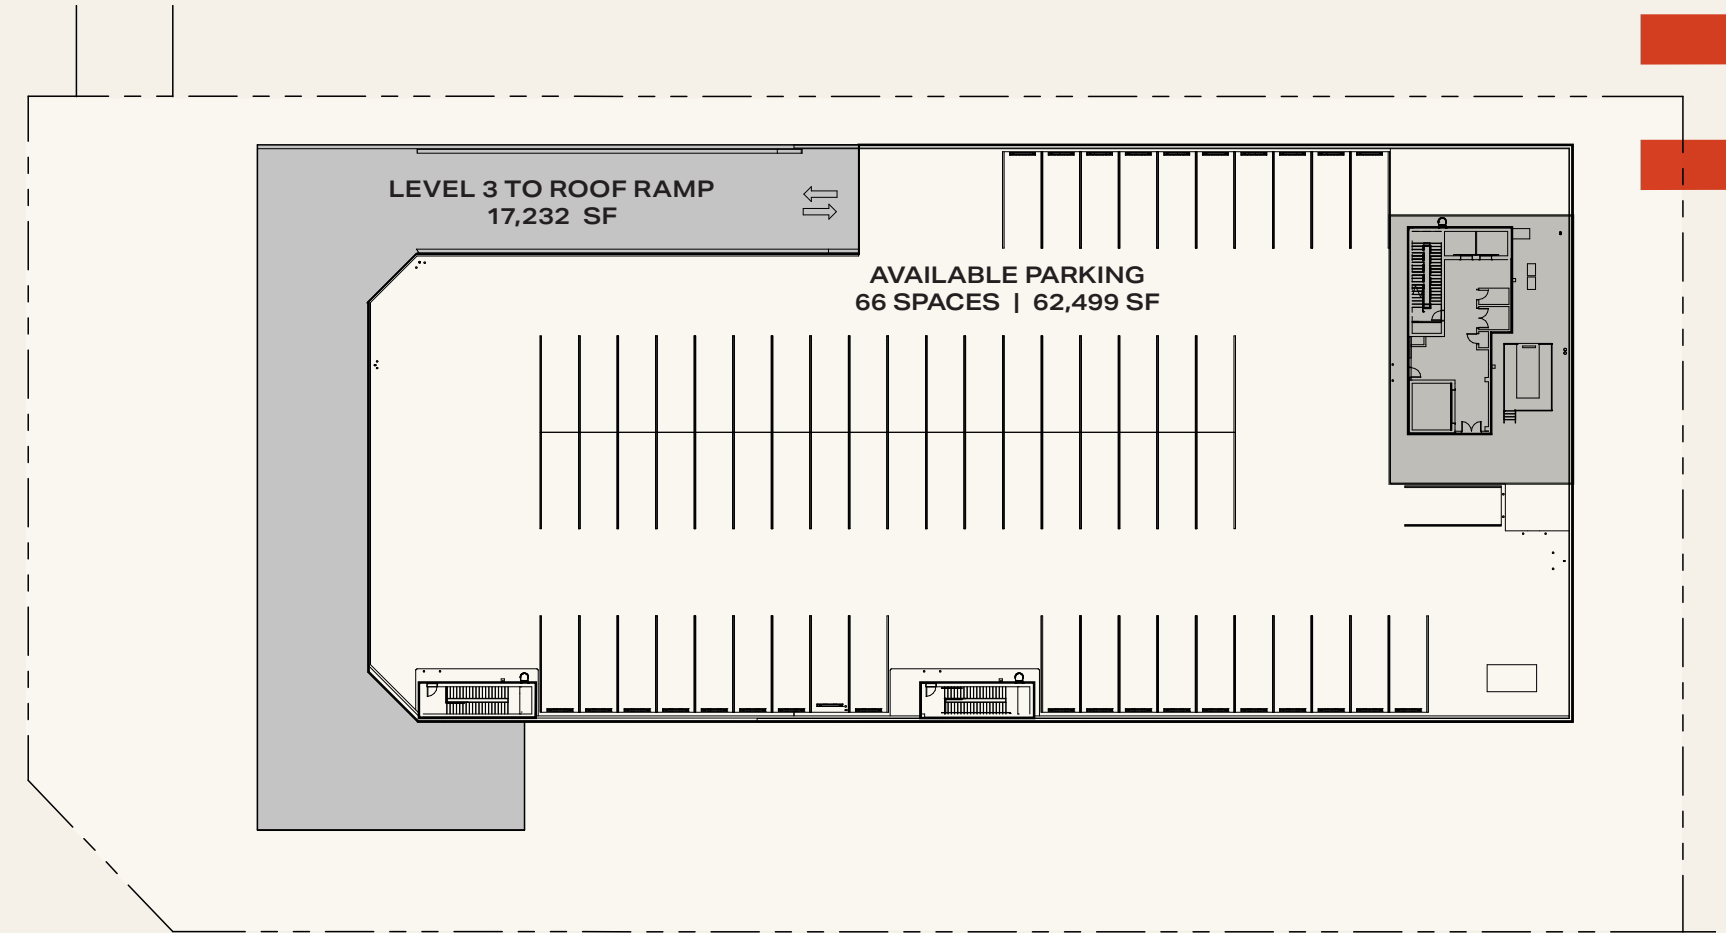 LEVEL 3 TO ROOF RAMP
17,232 SF
AVAILABLE PARKING
66 SPACES | 62,499 SF